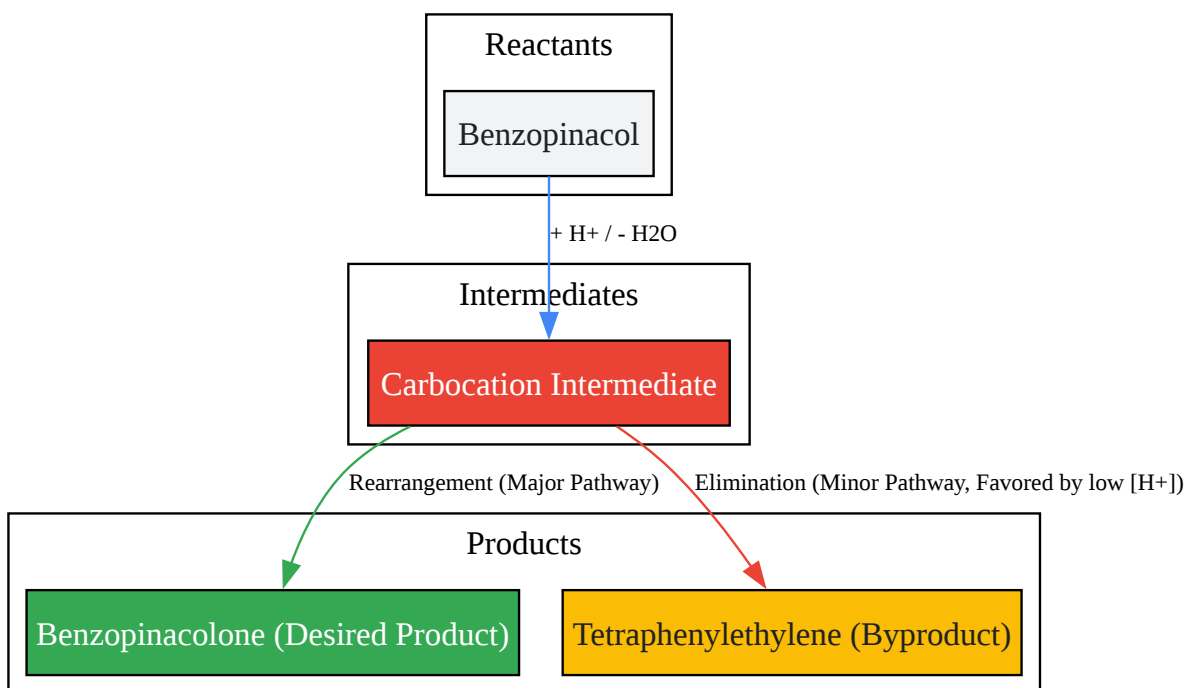 Reactants
Benzopinacol
+ H+ / - H2O
Intermediates
Carbocation Intermediate
Rearrangement (Major Pathway)
Elimination (Minor Pathway, Favored by low [H+])
Products
Benzopinacolone (Desired Product)
Tetraphenylethylene (Byproduct)